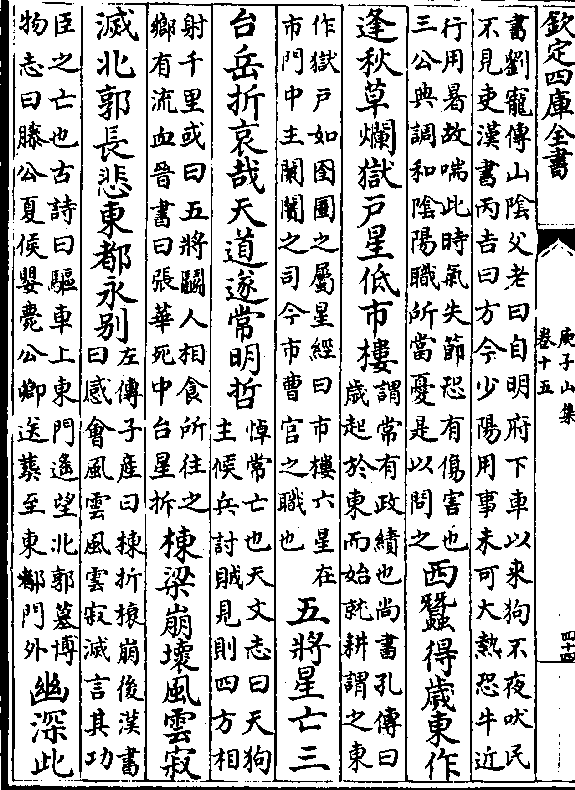 欽定四庫全書
庾子山集
卷十五
四十四
書劉寵傳山陰父老曰自明府下車以來狗不夜吠民
不見吏漢書丙吉曰方今少陽用事未可大熱恐牛近
行用暑故喘此時氣失節恐有傷害也
三公典調和陰陽職所當憂是以問之
西蠶得歲東作
逢秋草爛獄戸星低市樓
謂常有政績也尚書孔傳曰
歲起於東而始就耕謂之東
作獄戸如囹圄之屬星經曰市樓六星在
市門中主闤闠之司今市曹官之職也
五將星亡三
台岳折哀哉天道遂常明哲
悼常亡也天文志曰天狗
主候兵討賊見則四方相
射千里或曰五將鬭人相食所往之
鄉有流血晉書曰張華死中台星拆
棟梁崩壞風雲寂
滅北郭長悲東都永别
左傳子產曰棟折榱崩後漢書
曰感會風雲風雲寂滅言其功
臣之亡也古詩曰驅車上東門遙望北郭墓博
物志曰滕公夏侯嬰薨公卿送葬至東都門外
幽深此